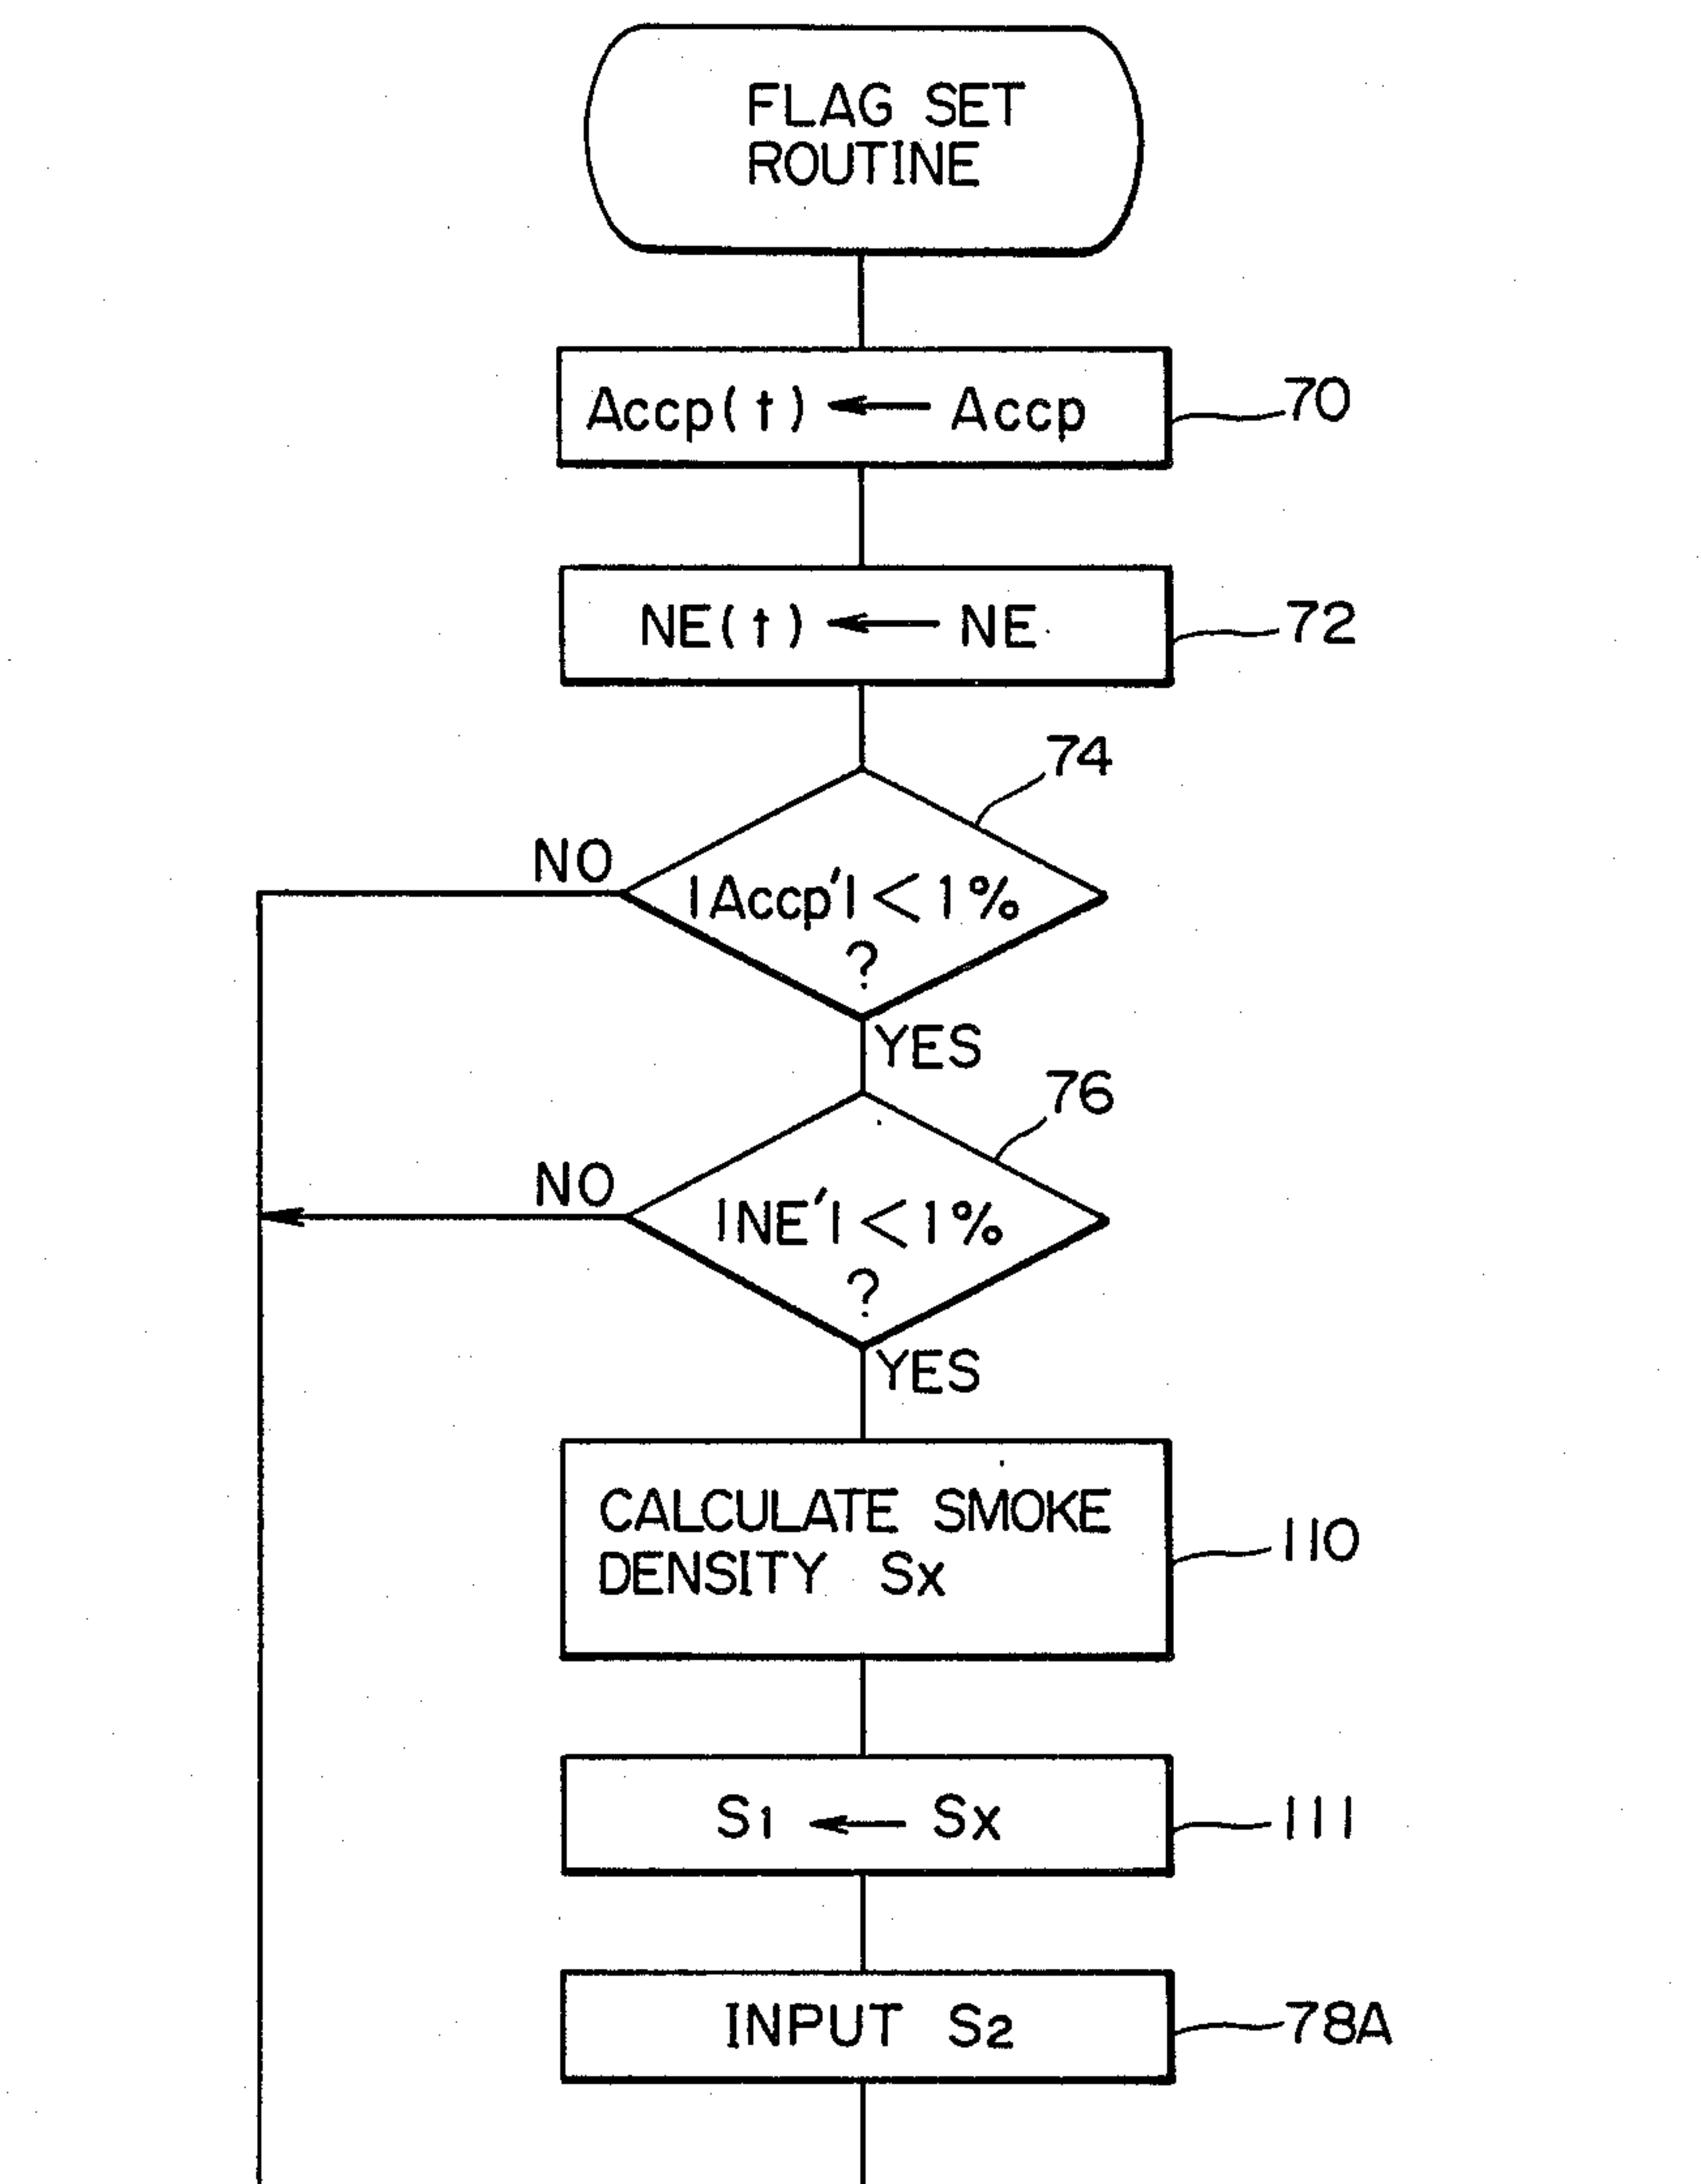 FLAG SET
ROUTINE
Accp(t) ← Accp
70
NE(t) ← NE
72
74
NO
|Accp'| < 1%
?
YES
76
NO
|NE'| < 1%
?
YES
CALCULATE SMOKE
DENSITY Sx
110
S1 ← Sx
111
INPUT S2
78A